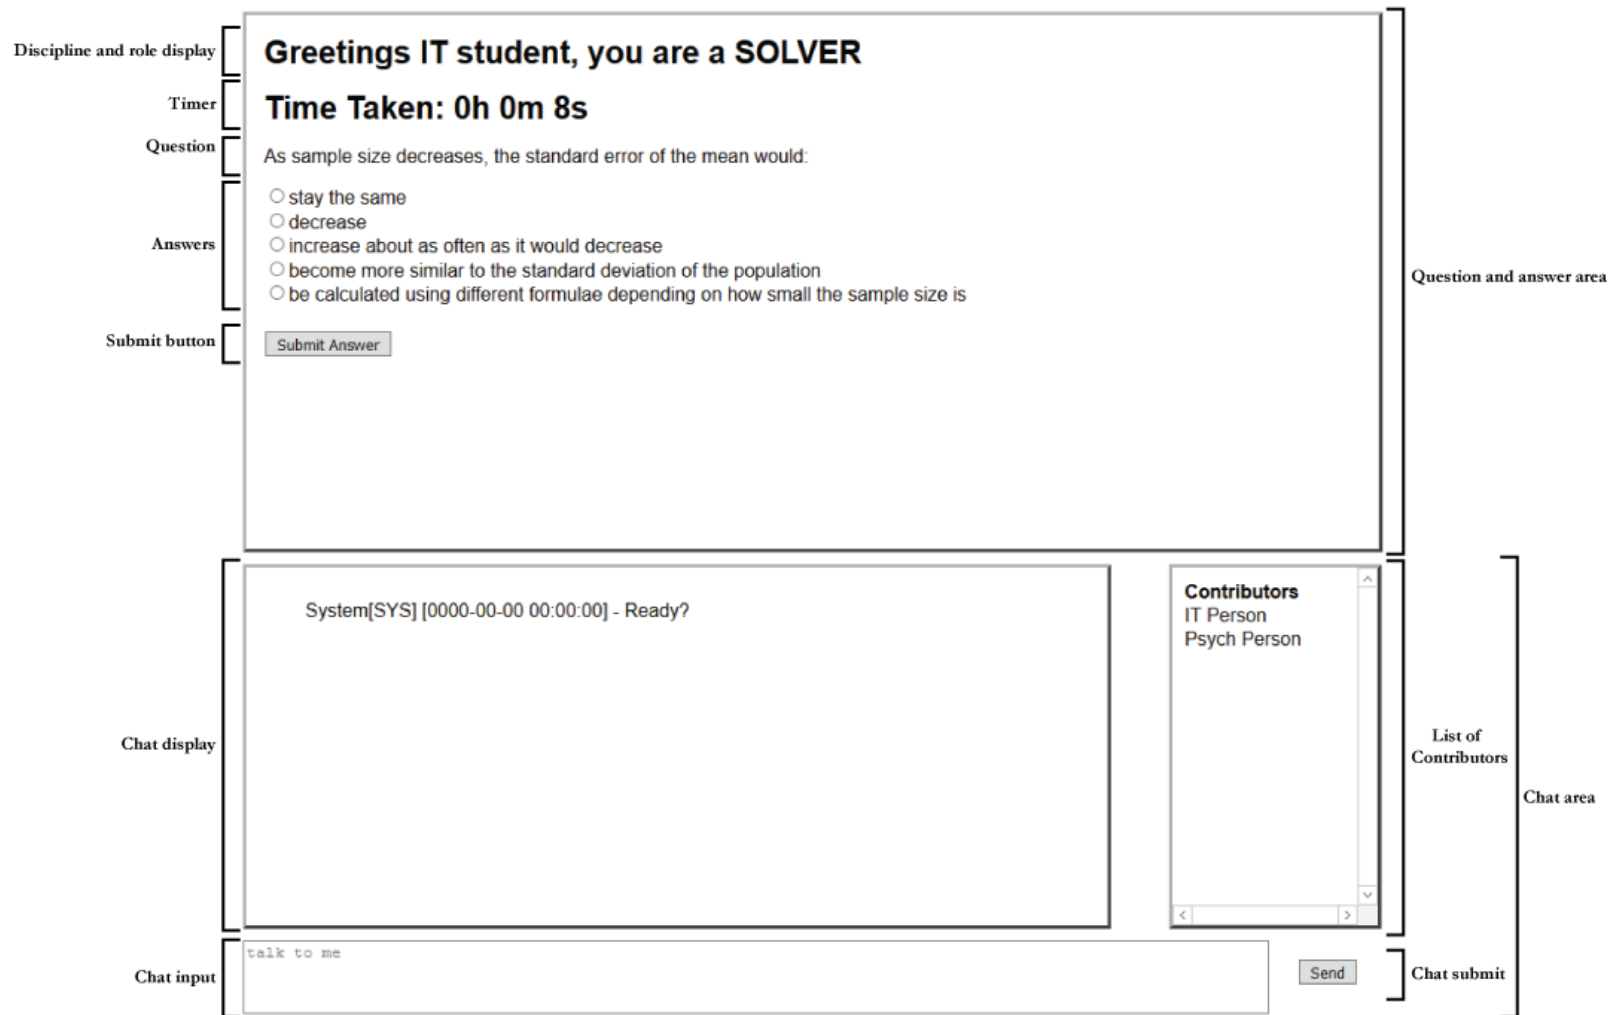 Discipline and role display
Greetings IT student, you are a SOLVER
Timer
Time Taken: 0h 0m 8s
Question
As sample size decreases, the standard error of the mean would:
Answers
stay the same
decrease
increase about as often as it would decrease
become more similar to the standard deviation of the population
be calculated using different formulae depending on how small the sample size is
Question and answer area
Submit button
Submit Answer
Chat display
System[SYS] [0000-00-00 00:00:00] - Ready?
Contributors
IT Person
Psych Person
List of
Contributors
Chat area
Chat input
talk to me
Send
Chat submit